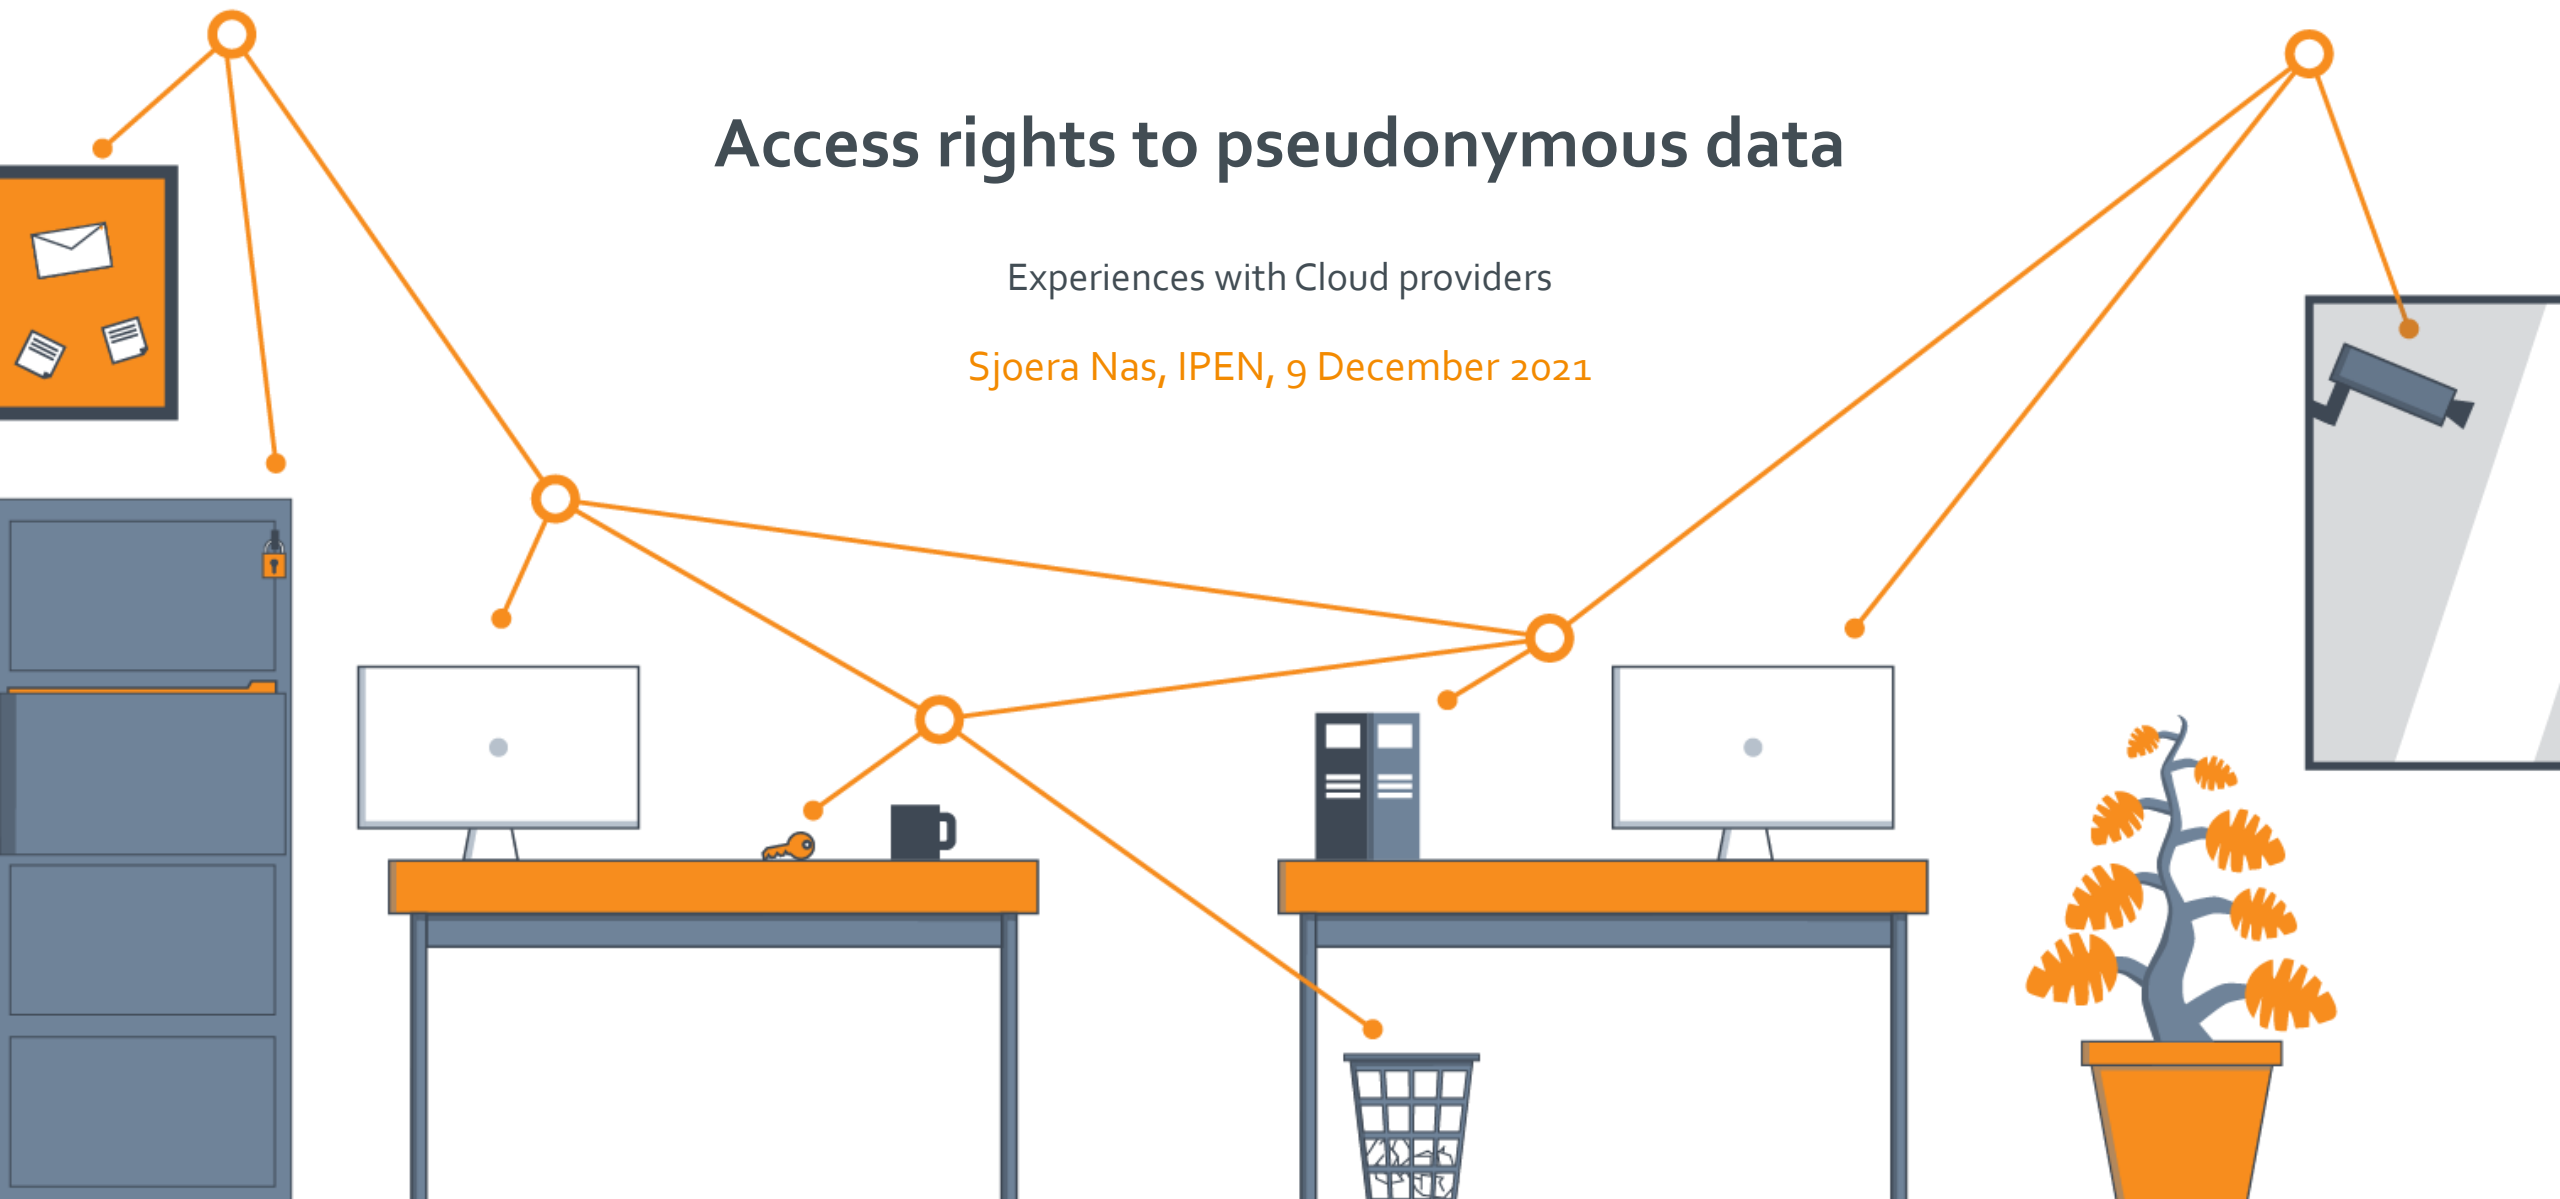 Access rights to pseudonymous data
Experiences with Cloud providers
Sjoera Nas, IPEN, 9 December 2021